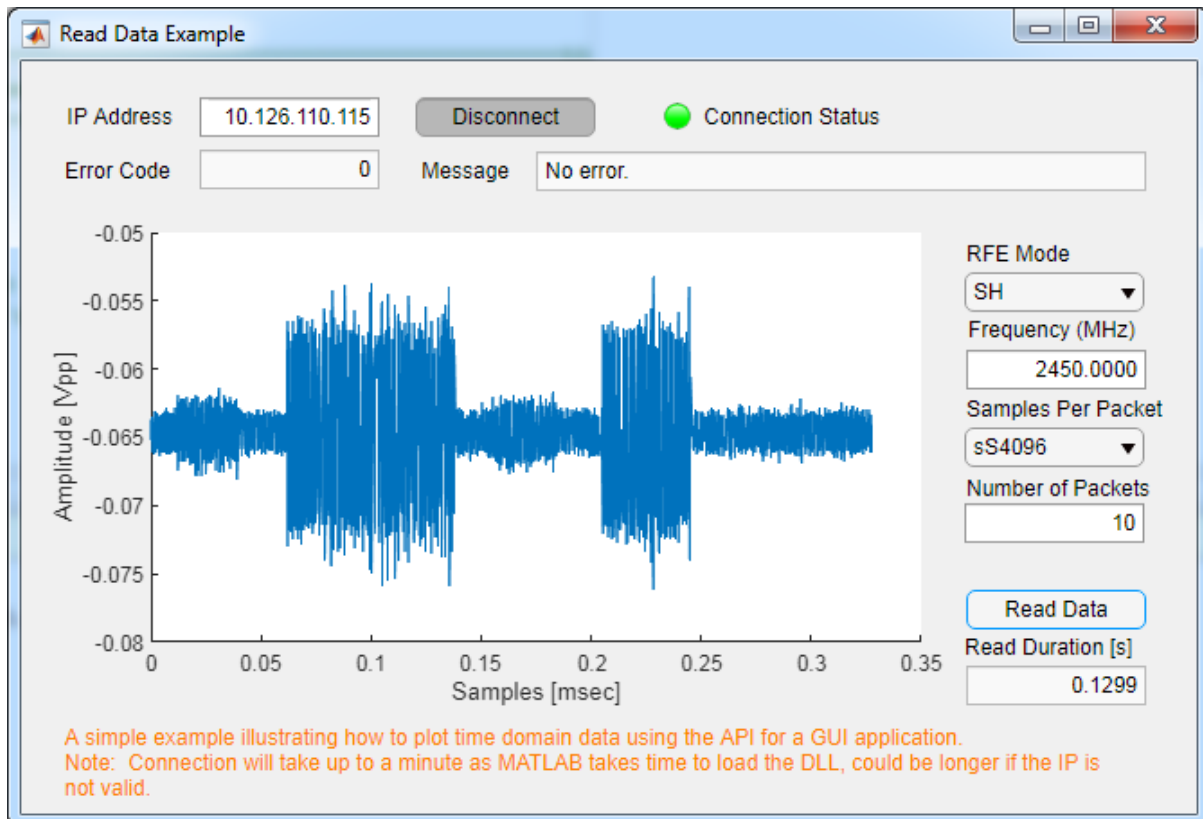 Read Data Example
IP Address 10.126.110.115 Disconnect Connection Status
Error Code 0 Message No error.
-0.05
-0.055
-0.06
-0.065
-0.07
-0.075
-0.08
Amplitude [Vpp]
0 0.05 0.1 0.15 0.2 0.25 0.3 0.35
Samples [msec]
RFE Mode
SH
Frequency (MHz)
2450.0000
Samples Per Packet
sS4096
Number of Packets
10
Read Data
Read Duration [s]
0.1299
A simple example illustrating how to plot time domain data using the API for a GUI application.
Note: Connection will take up to a minute as MATLAB takes time to load the DLL, could be longer if the IP is
not valid.